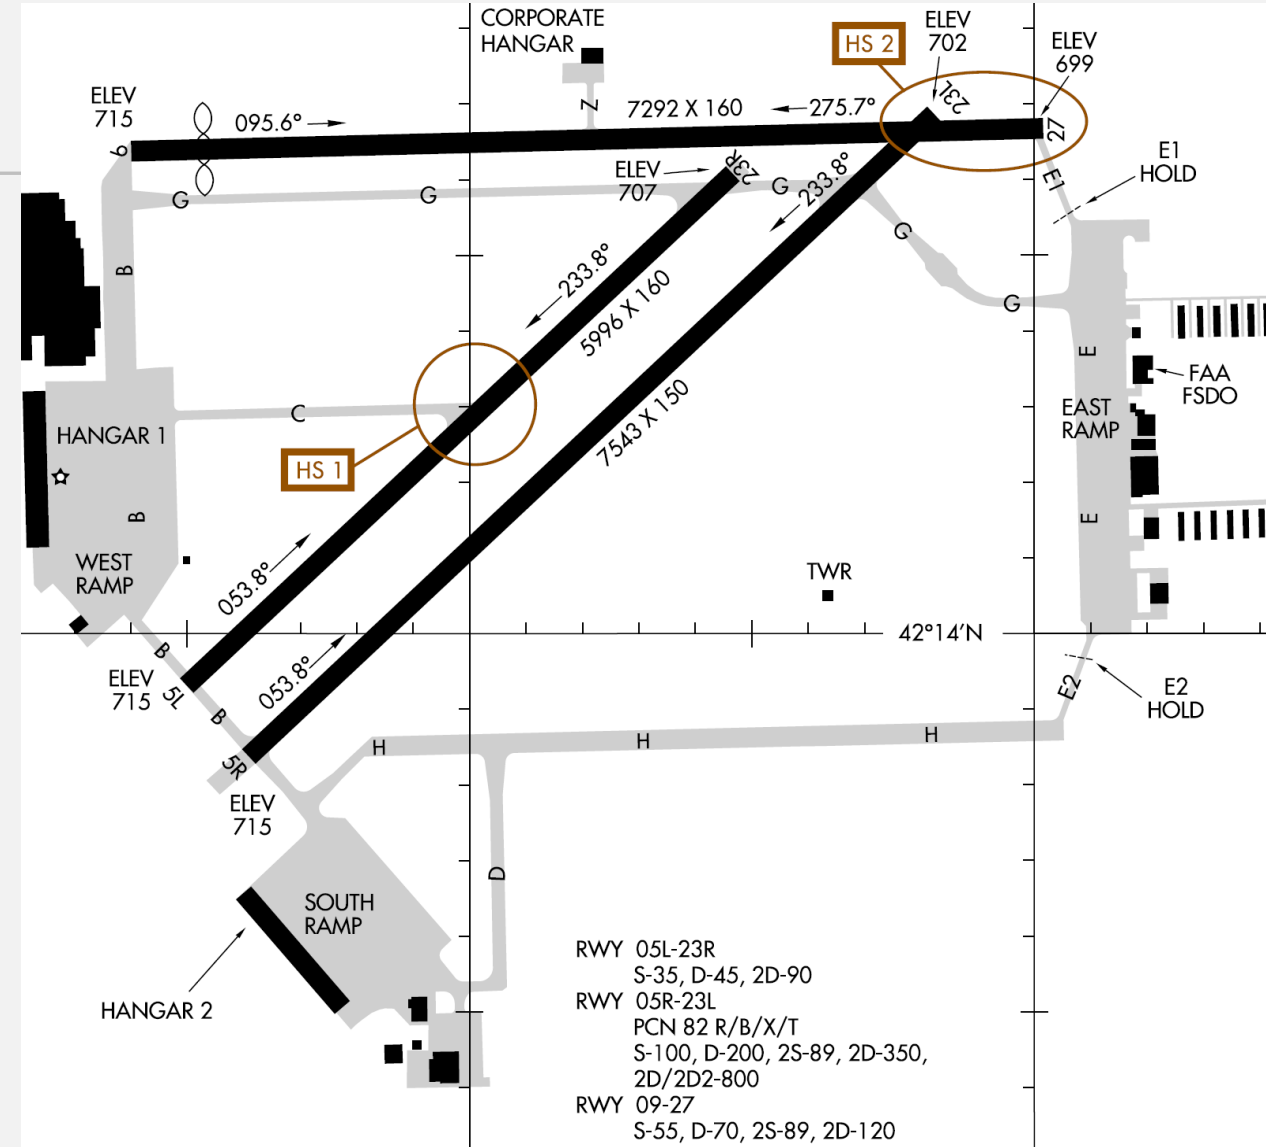 CORPORATE
HANGAR
ELEV
702
HS 2
ELEV
699
ELEV
715
095.6°
7292 X 160
275.7°
Z
23L
9
27
E1
HOLD
E1
ELEV
707
23R
G
G
G
233.8°
G
G
B
233.8°
5996 X 160
7543 X 150
E
FAA
FSDO
EAST
RAMP
C
HANGAR 1
HS 1
B
E
WEST
RAMP
TWR
053.8°
42°14'N
B
ELEV
715
5L
053.8°
B
E2
E2
HOLD
H
H
H
5R
ELEV
715
D
SOUTH
RAMP
HANGAR 2
RWY 05L-23R
S-35, D-45, 2D-90
RWY 05R-23L
PCN 82 R/B/X/T
S-100, D-200, 2S-89, 2D-350,
2D/2D2-800
RWY 09-27
S-55, D-70, 2S-89, 2D-120